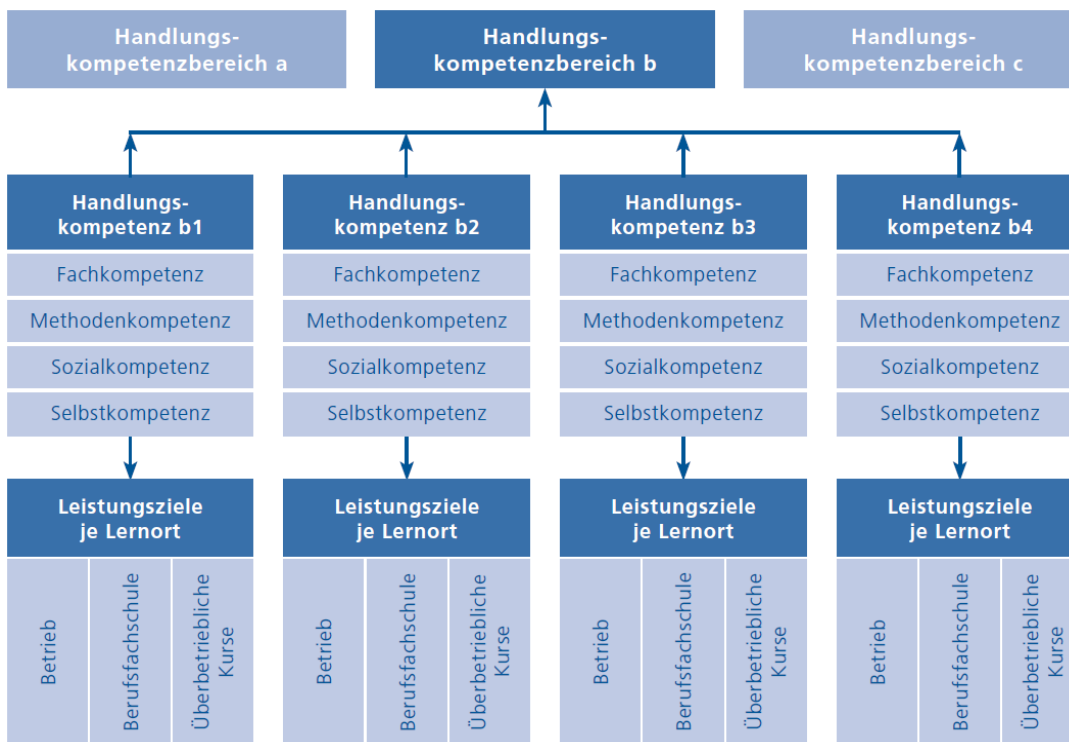 Handlungs-
kompetenzbereich a
Handlungs-
kompetenzbereich b
Handlungs-
kompetenzbereich c
Handlungs-
kompetenz b1
Handlungs-
kompetenz b2
Handlungs-
kompetenz b3
Handlungs-
kompetenz b4
Fachkompetenz
Fachkompetenz
Fachkompetenz
Fachkompetenz
Methodenkompetenz
Methodenkompetenz
Methodenkompetenz
Methodenkompetenz
Sozialkompetenz
Sozialkompetenz
Sozialkompetenz
Sozialkompetenz
Selbstkompetenz
Selbstkompetenz
Selbstkompetenz
Selbstkompetenz
Leistungsziele
je Lernort
Leistungsziele
je Lernort
Leistungsziele
je Lernort
Leistungsziele
je Lernort
Betrieb
Berufsfachschule
Überbetriebliche
Kurse
Betrieb
Berufsfachschule
Überbetriebliche
Kurse
Betrieb
Berufsfachschule
Überbetriebliche
Kurse
Betrieb
Berufsfachschule
Überbetriebliche
Kurse